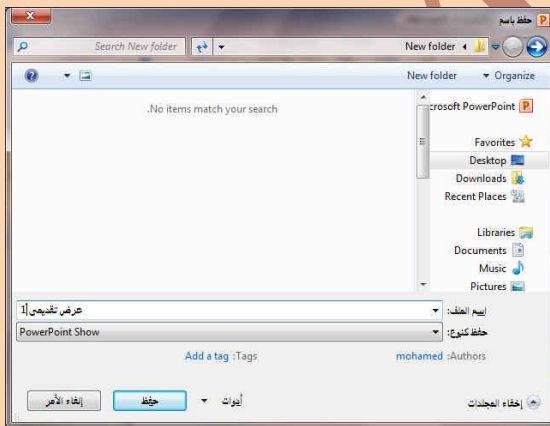 حفظ باسم
New folder
Search New folder
Organize
New folder
crosoft PowerPoint
Favorites
Desktop
Downloads
Recent Places
Libraries
Documents
Music
Pictures
.No items match your search
اسم الملف: عرض تقديمي1
حفظ كنوع: PowerPoint Show
Authors: mohamed
Tags: Add a tag
إخفاء المجلدات
أدوات
حفظ
إلغاء الأمر